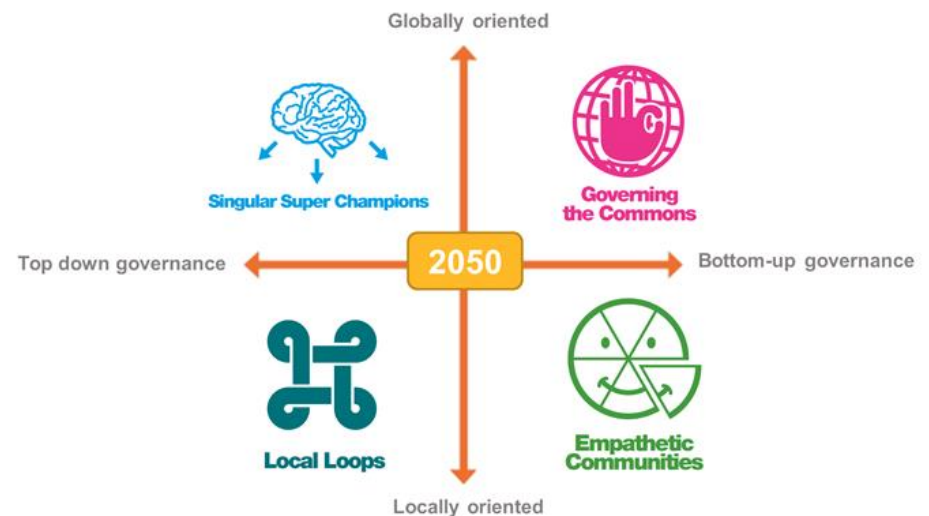 Globally oriented
Singular Super Champions
Governing
the Commons
Top down governance
2050
Bottom-up governance
Local Loops
Empathetic
Communities
Locally oriented